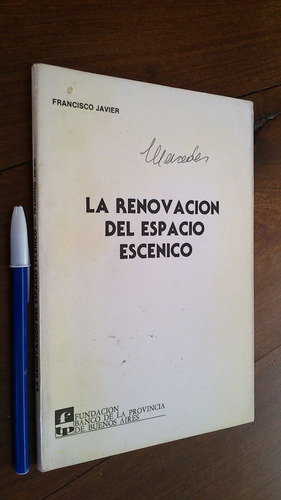 FRANCISCO JAVIER
Mercedes
LA RENOVACION
DEL ESPACIO
ESCENICO
FUNDACION
BANCO DE LA PROVINCIA
DE BUENOS AIRES